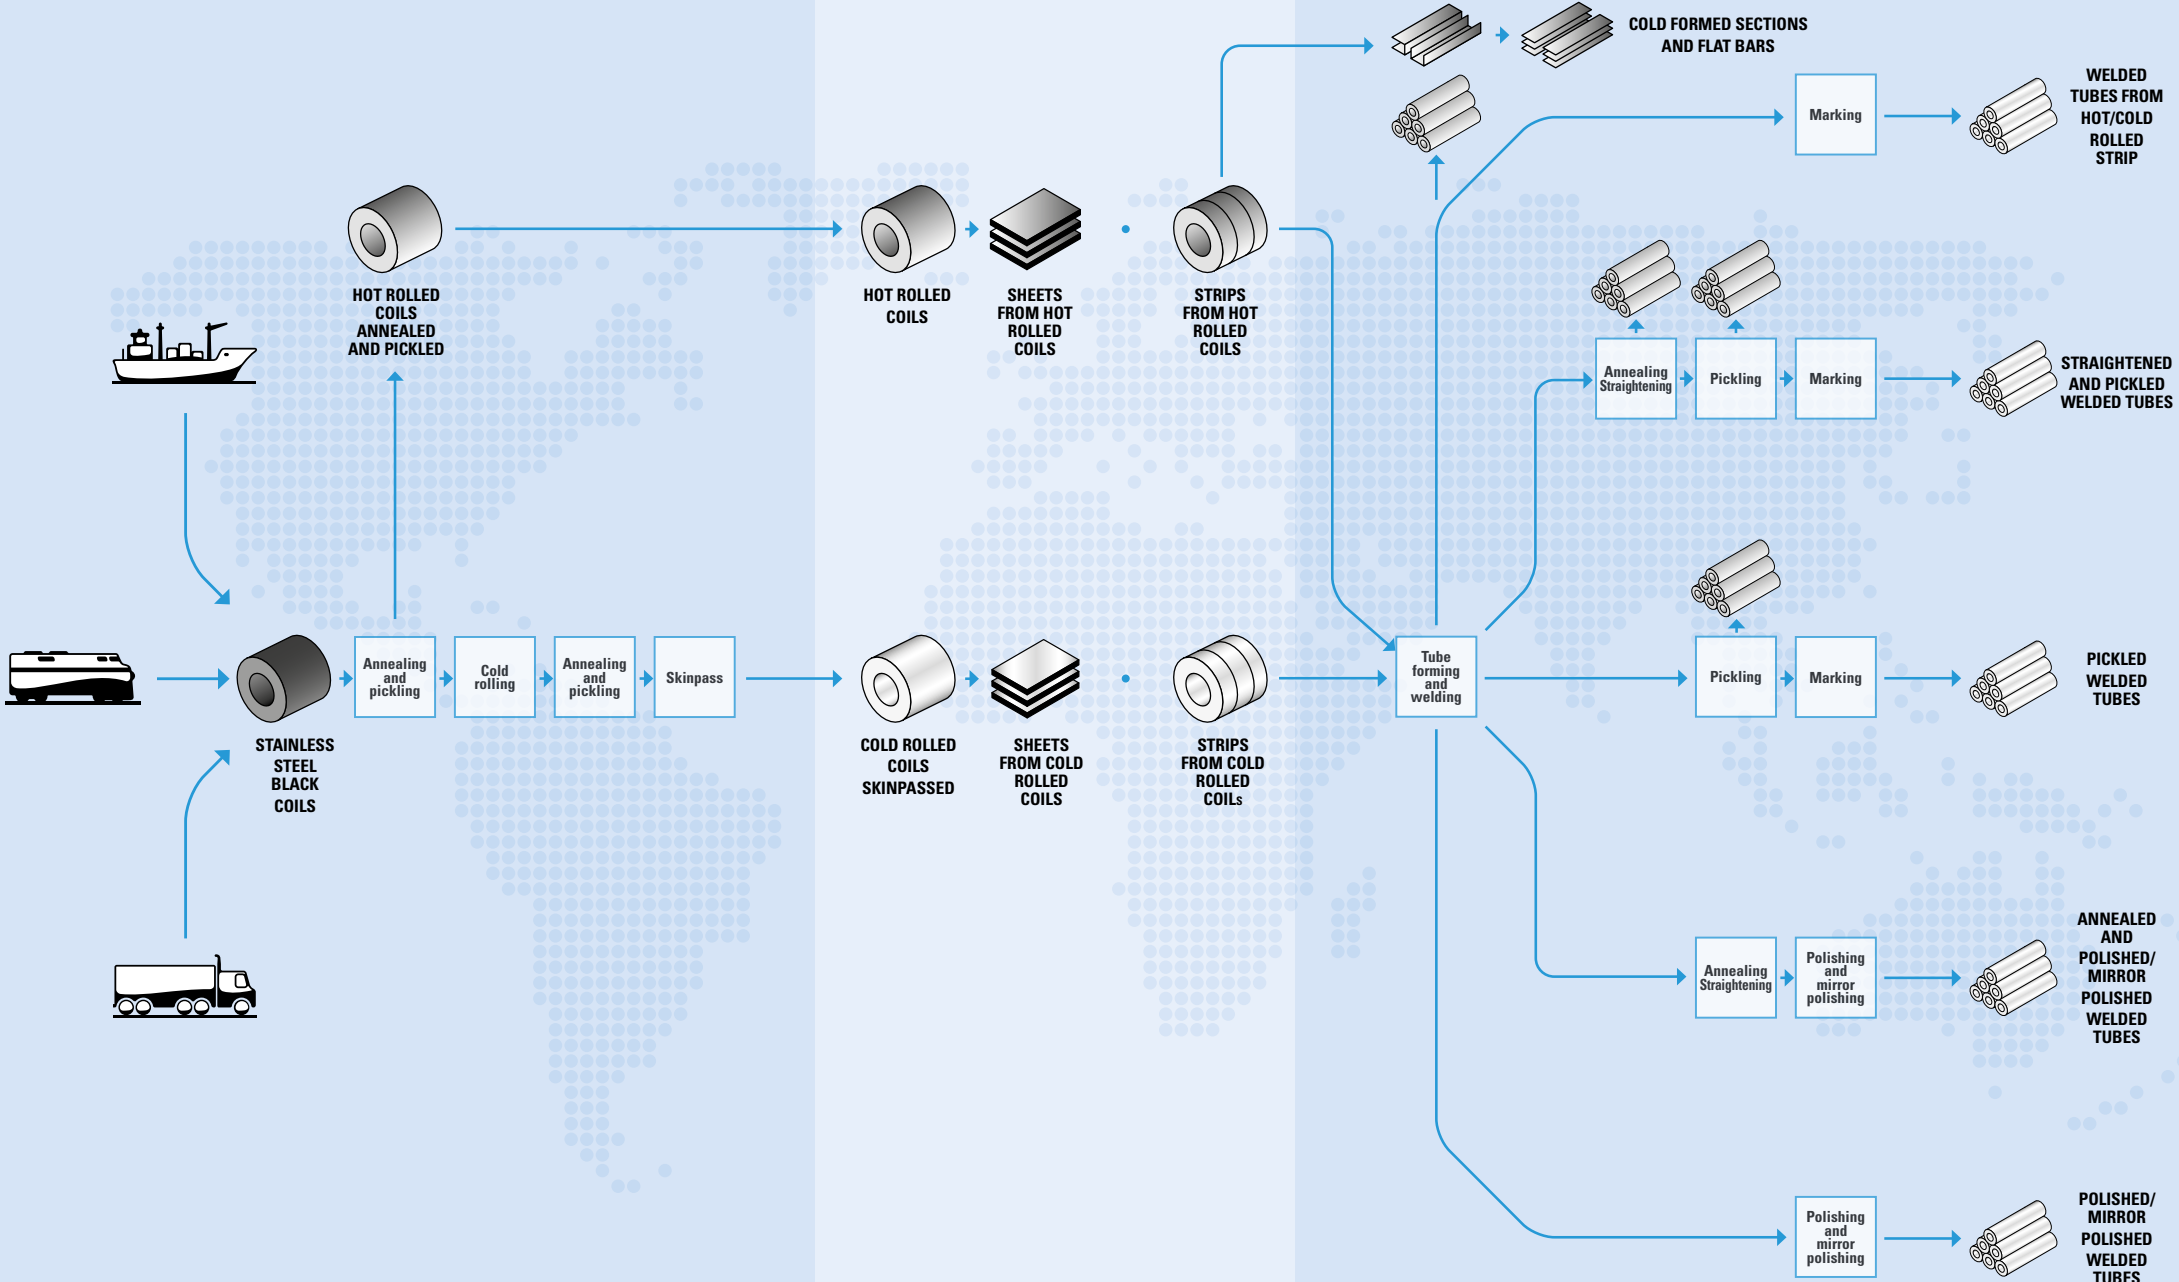 COLD FORMED SECTIONS
AND FLAT BARS
WELDED
TUBES FROM
HOT/COLD
ROLLED
STRIP
Marking
HOT ROLLED
COILS
ANNEALED
AND PICKLED
HOT ROLLED
COILS
SHEETS
FROM HOT
ROLLED
COILS
STRIPS
FROM HOT
ROLLED
COILS
Annealing
Straightening
Pickling
Marking
STRAIGHTENED
AND PICKLED
WELDED TUBES
STAINLESS
STEEL
BLACK
COILS
Annealing
and
pickling
Cold
rolling
Annealing
and
pickling
Skinpass
COLD ROLLED
COILS
SKINPASSED
SHEETS
FROM COLD
ROLLED
COILS
STRIPS
FROM COLD
ROLLED
COILs
Tube
forming
and
welding
Pickling
Marking
PICKLED
WELDED
TUBES
Annealing
Straightening
Polishing
and
mirror
polishing
ANNEALED
AND
POLISHED/
MIRROR
POLISHED
WELDED
TUBES
Polishing
and
mirror
polishing
POLISHED/
MIRROR
POLISHED
WELDED
TUBES